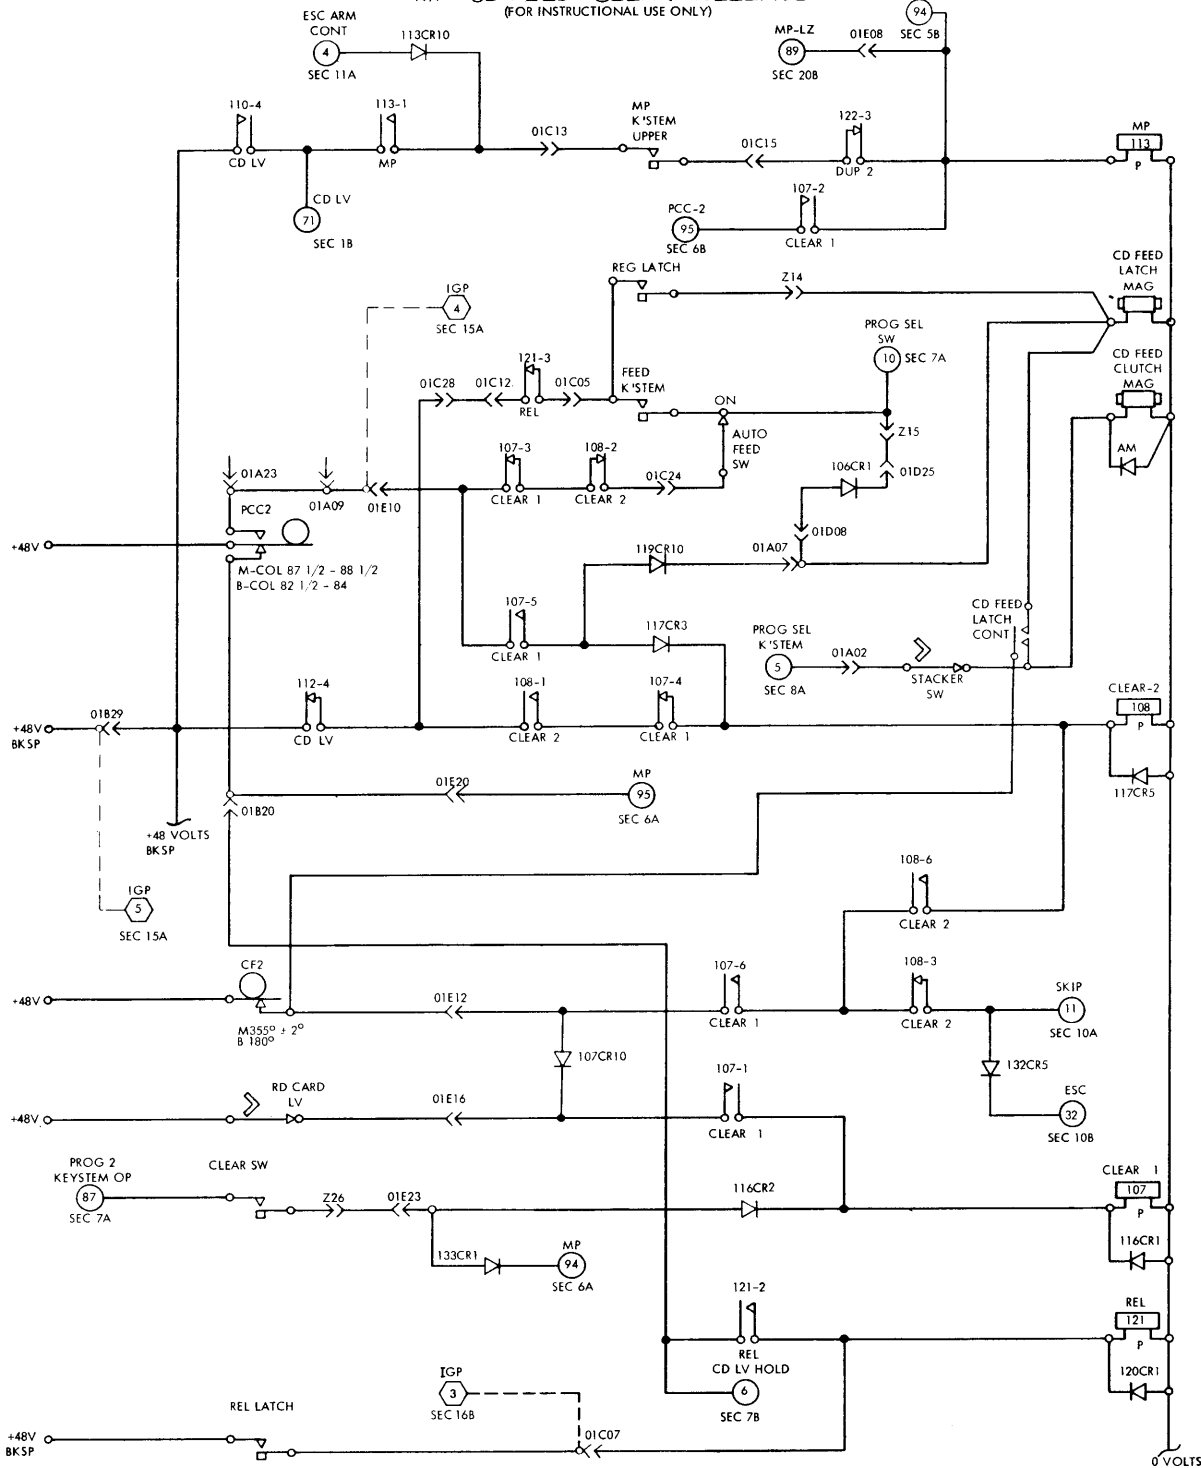 (FOR INSTRUCTIONAL USE ONLY)
ESC ARM
CONT
4
SEC 11A
113CR10
MP-LZ
89
SEC 20B
01E08
94
SEC 5B
110-4
CD LV
113-1
MP
01C13
MP
K'STEM
UPPER
01C15
122-3
DUP 2
MP
113
P
CD LV
71
SEC 1B
PCC-2
95
SEC 6B
107-2
CLEAR 1
REG LATCH
Z14
CD FEED
LATCH
MAG
IGP
4
SEC 15A
PROG SEL
SW
10
SEC 7A
CD FEED
CLUTCH
MAG
01C28
01C12
121-3
REL
01C05
FEED
K'STEM
ON
AUTO
FEED
SW
Z15
AM
01A23
01A09
01E10
107-3
CLEAR 1
108-2
CLEAR 2
01C24
106CR1
01D25
PCC2
+48V
M-COL 87 1/2 - 88 1/2
B-COL 82 1/2 - 84
01D08
119CR10
01A07
107-5
CLEAR 1
117CR3
CD FEED
LATCH
CONT
PROG SEL
K'STEM
5
SEC 8A
01A02
STACKER
SW
+48V
BKSP
01B29
112-4
CD LV
108-1
CLEAR 2
107-4
CLEAR 1
CLEAR-2
108
P
117CR5
01E20
MP
95
SEC 6A
01B20
+48 VOLTS
BKSP
IGP
5
SEC 15A
108-6
CLEAR 2
CF2
+48V
M355° ± 2°
B 180°
01E12
107-6
CLEAR 1
108-3
CLEAR 2
SKIP
11
SEC 10A
107CR10
132CR5
ESC
32
SEC 10B
+48V
RD CARD
LV
01E16
107-1
CLEAR 1
PROG 2
KEYSTEM OP
87
SEC 7A
CLEAR SW
Z26
01E23
116CR2
CLEAR 1
107
P
116CR1
133CR1
MP
94
SEC 6A
121-2
REL
REL
121
P
120CR1
CD LV HOLD
6
SEC 7B
IGP
3
SEC 16B
REL LATCH
+48V
BKSP
01C07
0 VOLTS